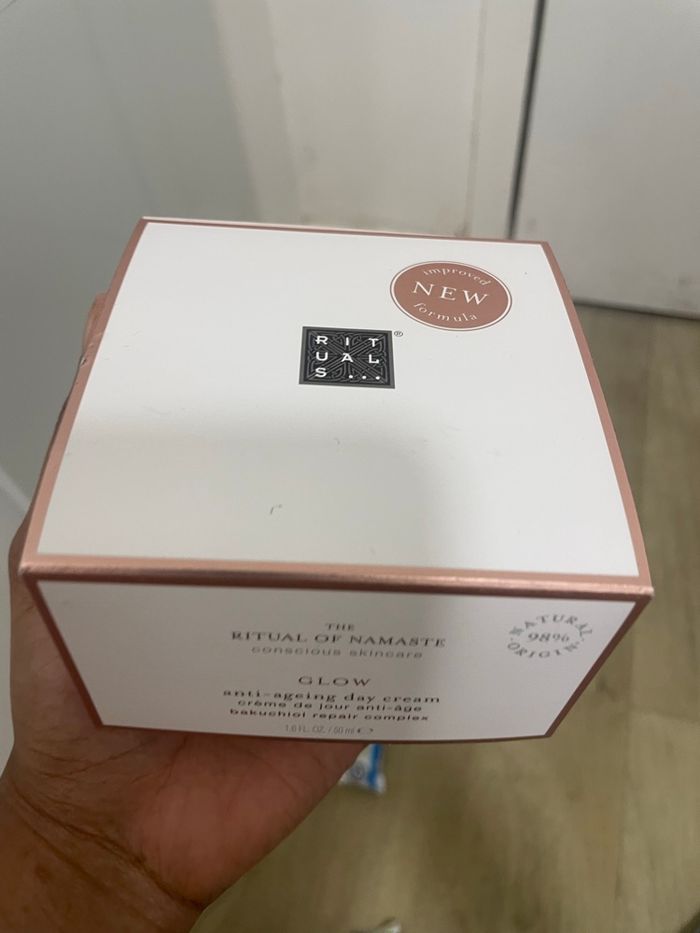 improved
NEW
formula
RIT
UAL
S...
®
THE
RITUAL OF NAMASTE
conscious skincare
NATURAL
98%
ORIGIN
GLOW
anti-ageing day cream
crème de jour anti-âge
bakuchiol repair complex
1.6 FL. OZ. / 50 ml ℮